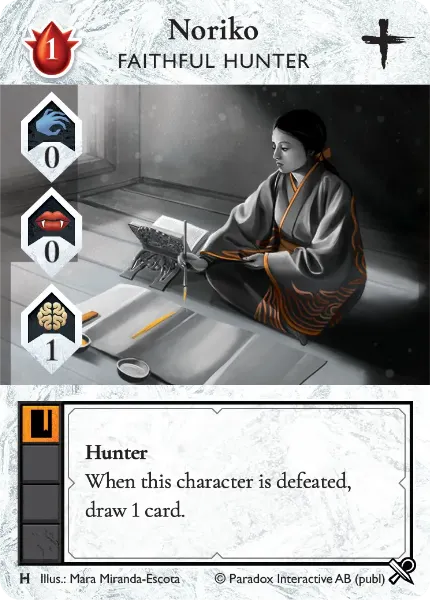 Noriko
1
FAITHFUL HUNTER
0
0
1
Hunter
When this character is defeated,
draw 1 card.
H Illus.: Mara Miranda-Escota © Paradox Interactive AB (publ)